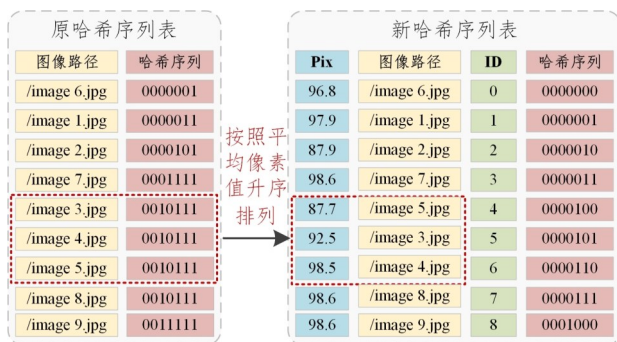 原哈希序列表
图像路径 哈希序列
/image 6.jpg 0000001
/image 1.jpg 0000011
/image 2.jpg 0000101
/image 7.jpg 0001111
/image 3.jpg 0010111
/image 4.jpg 0010111
/image 5.jpg 0010111
/image 8.jpg 0010111
/image 9.jpg 0011111
按照平
均像素
值升序
排列
新哈希序列表
Pix 图像路径 ID 哈希序列
96.8 /image 6.jpg 0 0000000
97.9 /image 1.jpg 1 0000001
87.9 /image 2.jpg 2 0000010
98.6 /image 7.jpg 3 0000011
87.7 /image 5.jpg 4 0000100
92.5 /image 3.jpg 5 0000101
98.5 /image 4.jpg 6 0000110
98.6 /image 8.jpg 7 0000111
98.6 /image 9.jpg 8 0001000